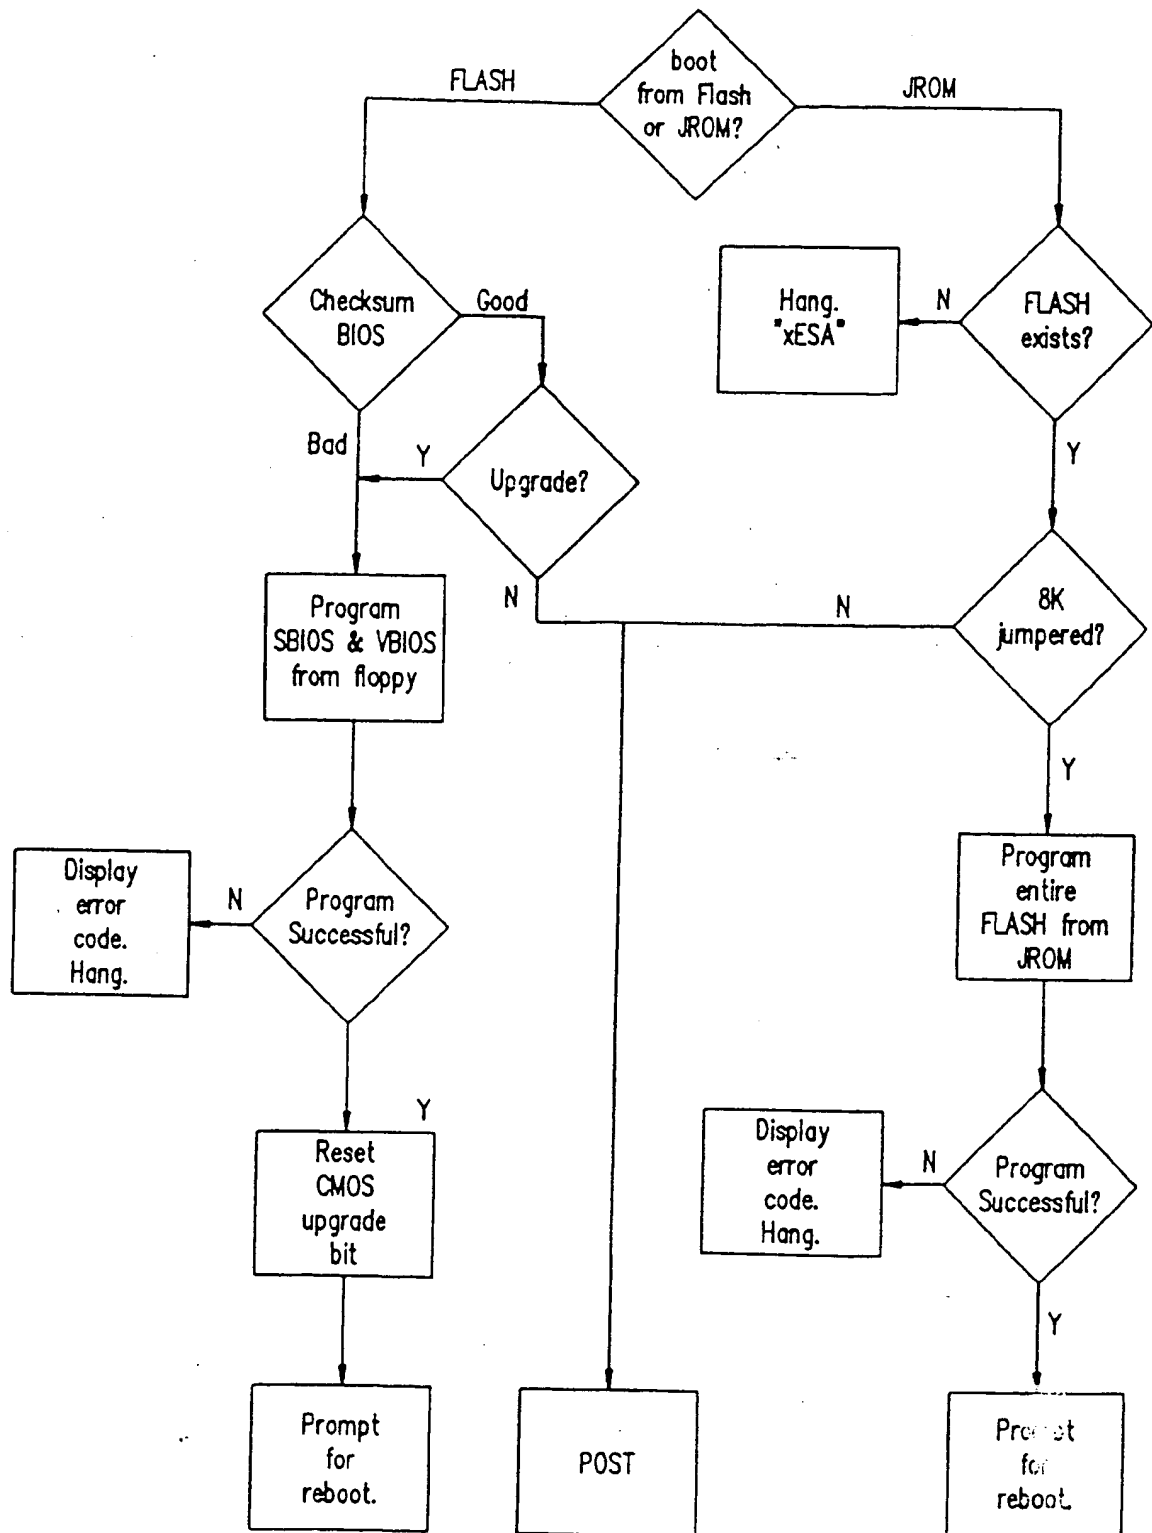 boot
from Flash
or JROM?
FLASH
JROM
Checksum
BIOS
Good
Bad
Hang.
"xESA"
N
FLASH
exists?
Y
Y
Upgrade?
N
N
8K
jumpered?
Y
Program
SBIOS & VBIOS
from floppy
Program
Successful?
N
Display
error
code.
Hang.
Y
Reset
CMOS
upgrade
bit
Prompt
for
reboot.
POST
Program
entire
FLASH from
JROM
Program
Successful?
N
Display
error
code.
Hang.
Y
Prompt
for
reboot.